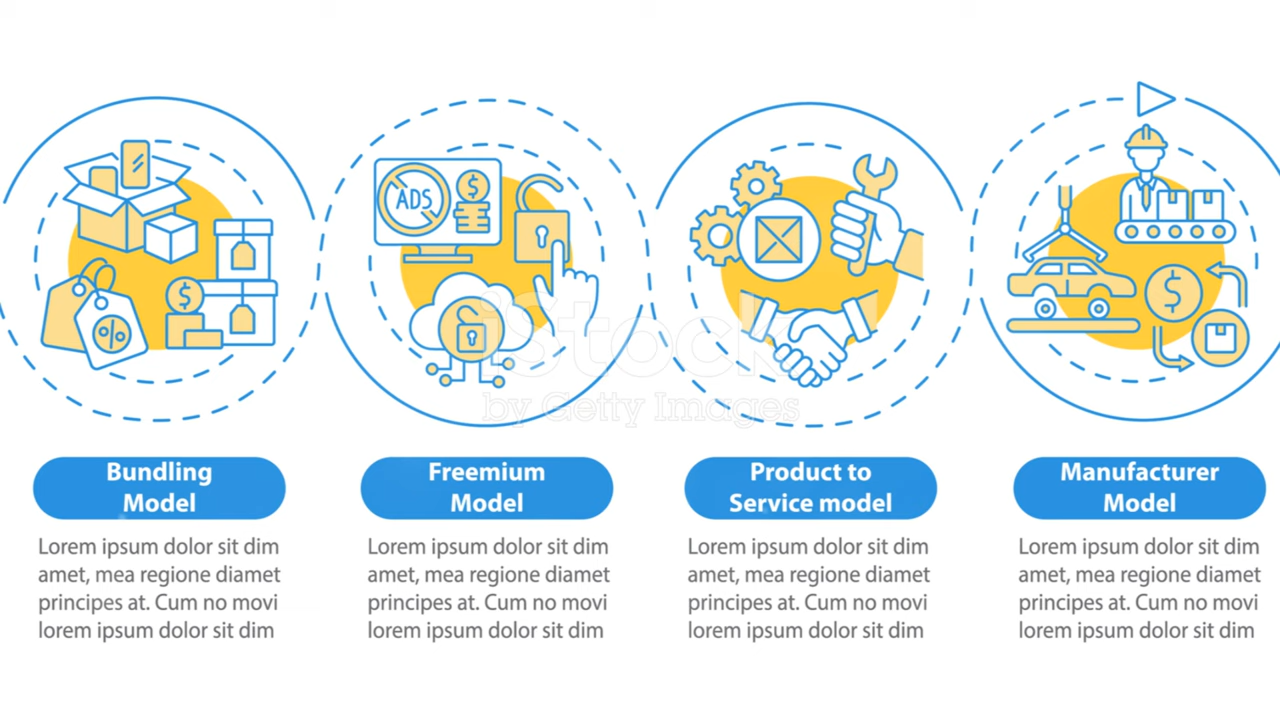 ADS
iStock
by Getty Images
Bundling
Model
Lorem ipsum dolor sit dim
amet, mea regione diamet
principes at. Cum no movi
lorem ipsum dolor sit dim
Freemium
Model
Lorem ipsum dolor sit dim
amet, mea regione diamet
principes at. Cum no movi
lorem ipsum dolor sit dim
Product to
Service model
Lorem ipsum dolor sit dim
amet, mea regione diamet
principes at. Cum no movi
lorem ipsum dolor sit dim
Manufacturer
Model
Lorem ipsum dolor sit dim
amet, mea regione diamet
principes at. Cum no movi
lorem ipsum dolor sit dim